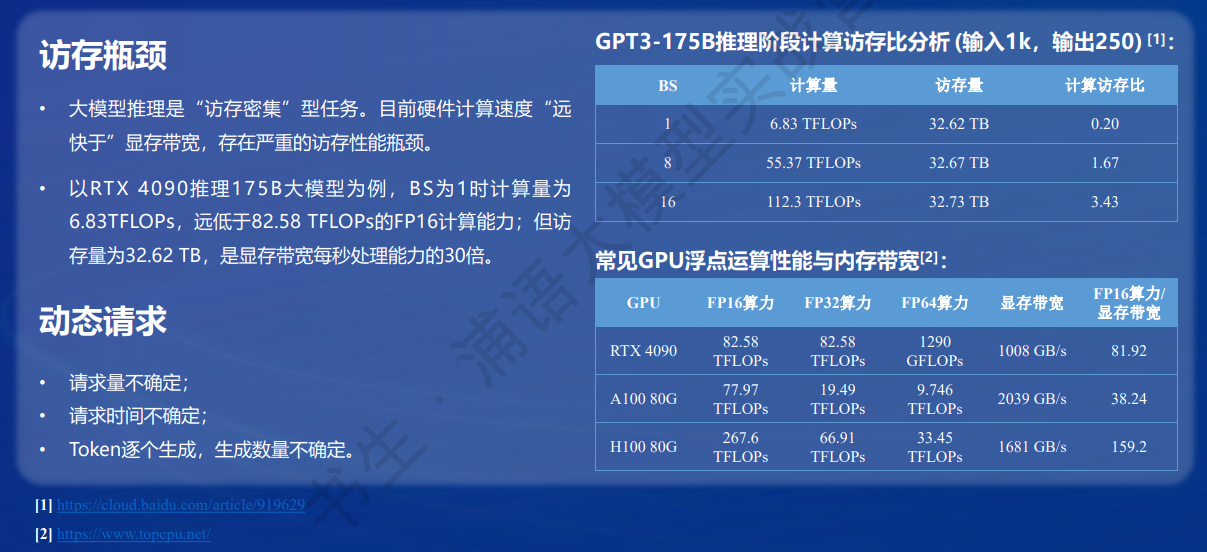 访存瓶颈
• 大模型推理是“访存密集”型任务。目前硬件计算速度“远
快于”显存带宽，存在严重的访存性能瓶颈。
• 以RTX 4090推理175B大模型为例，BS为1时计算量为
6.83TFLOPs，远低于82.58 TFLOPs的FP16计算能力；但访
存量为32.62 TB，是显存带宽每秒处理能力的30倍。
动态请求
• 请求量不确定；
• 请求时间不确定；
• Token逐个生成，生成数量不确定。
GPT3-175B推理阶段计算访存比分析 (输入1k，输出250) [1]：
BS 计算量 访存量 计算访存比
1 6.83 TFLOPs 32.62 TB 0.20
8 55.37 TFLOPs 32.67 TB 1.67
16 112.3 TFLOPs 32.73 TB 3.43
常见GPU浮点运算性能与内存带宽[2]：
GPU FP16算力 FP32算力 FP64算力 显存带宽 FP16算力/
显存带宽
RTX 4090 82.58 TFLOPs 82.58 TFLOPs 1290 GFLOPs 1008 GB/s 81.92
A100 80G 77.97 TFLOPs 19.49 TFLOPs 9.746 TFLOPs 2039 GB/s 38.24
H100 80G 267.6 TFLOPs 66.91 TFLOPs 33.45 TFLOPs 1681 GB/s 159.2
[1] https://cloud.baidu.com/article/919629
[2] https://www.topcpu.net/
书生·浦语大模型实战营